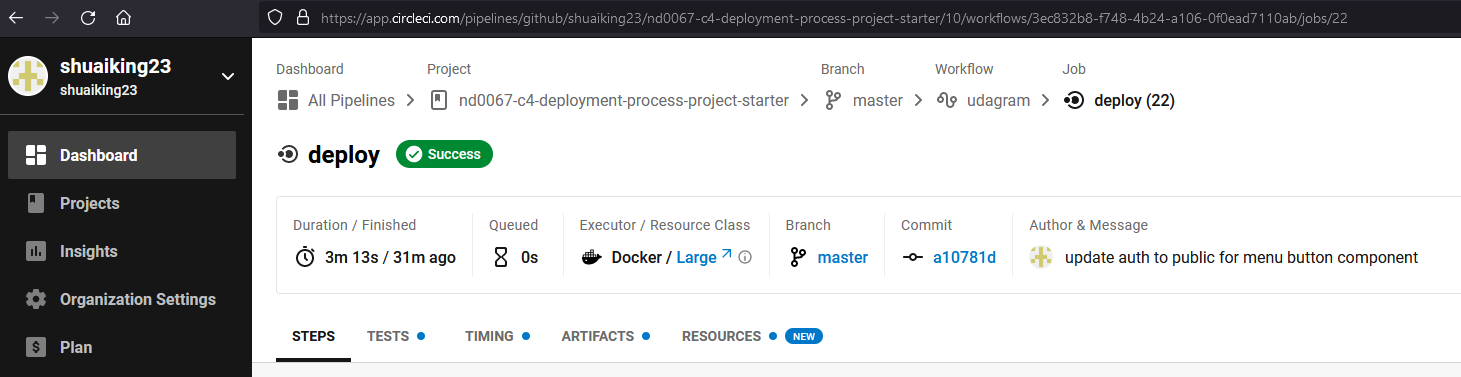 https://app.circleci.com/pipelines/github/shuaiking23/nd0067-c4-deployment-process-project-starter/10/workflows/3ec832b8-f748-4b24-a106-0f0ead7110ab/jobs/22
shuaiking23
shuaiking23
Dashboard
Projects
Insights
Organization Settings
Plan
Dashboard Project Branch Workflow Job
All Pipelines nd0067-c4-deployment-process-project-starter master udagram deploy (22)
deploy Success
Duration / Finished Queued Executor / Resource Class Branch Commit Author & Message
3m 13s / 31m ago 0s Docker / Large master a10781d update auth to public for menu button component
STEPS TESTS TIMING ARTIFACTS RESOURCES NEW